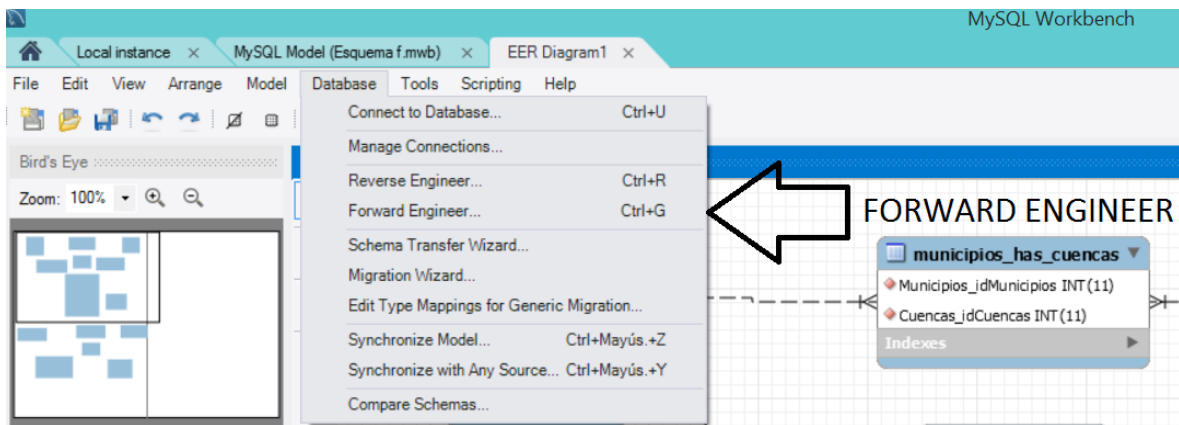 MySQL Workbench
Local instance × MySQL Model (Esquema f.mwb) × EER Diagram1 ×
File Edit View Arrange Model Database Tools Scripting Help
Connect to Database... Ctrl+U
Manage Connections...
Bird's Eye
Reverse Engineer... Ctrl+R
Zoom: 100%
Forward Engineer... Ctrl+G
FORWARD ENGINEER
Schema Transfer Wizard...
municipios_has_cuencas
Migration Wizard...
Municipios_idMunicipios INT(11)
Edit Type Mappings for Generic Migration...
Cuencas_idCuencas INT(11)
Synchronize Model... Ctrl+Mayús.+Z
Indexes
Synchronize with Any Source... Ctrl+Mayús.+Y
Compare Schemas...